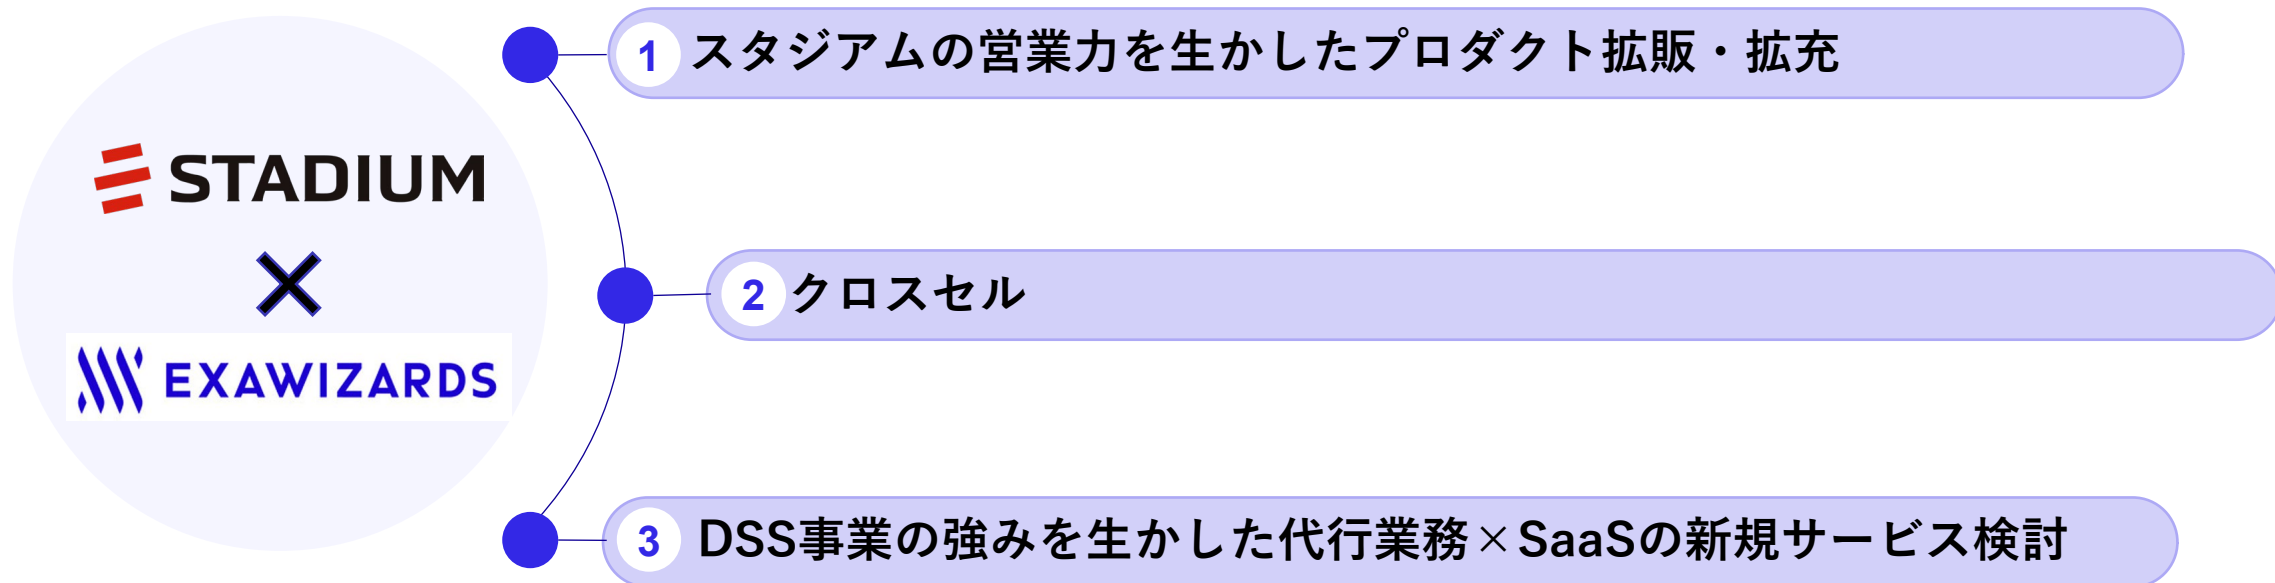 STADIUM
×
EXAWIZARDS
1 スタジアムの営業力を生かしたプロダクト拡販・拡充
2 クロスセル
3 DSS事業の強みを生かした代行業務×SaaSの新規サービス検討